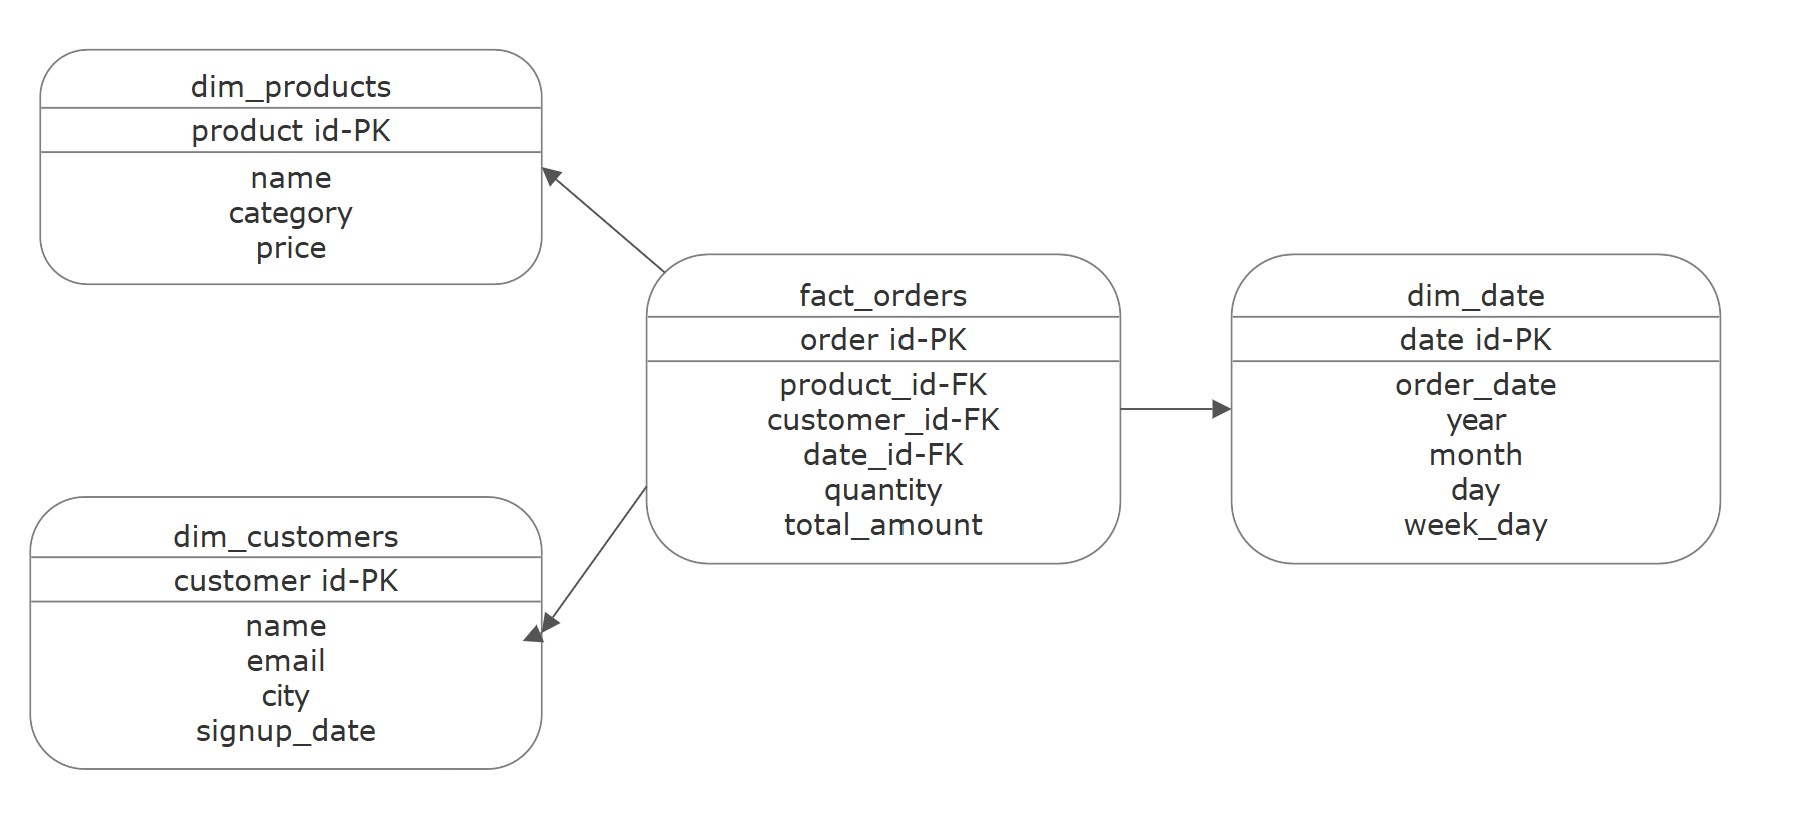 dim_products
product id-PK
name
category
price
fact_orders
order id-PK
product_id-FK
customer_id-FK
date_id-FK
quantity
total_amount
dim_date
date id-PK
order_date
year
month
day
week_day
dim_customers
customer id-PK
name
email
city
signup_date